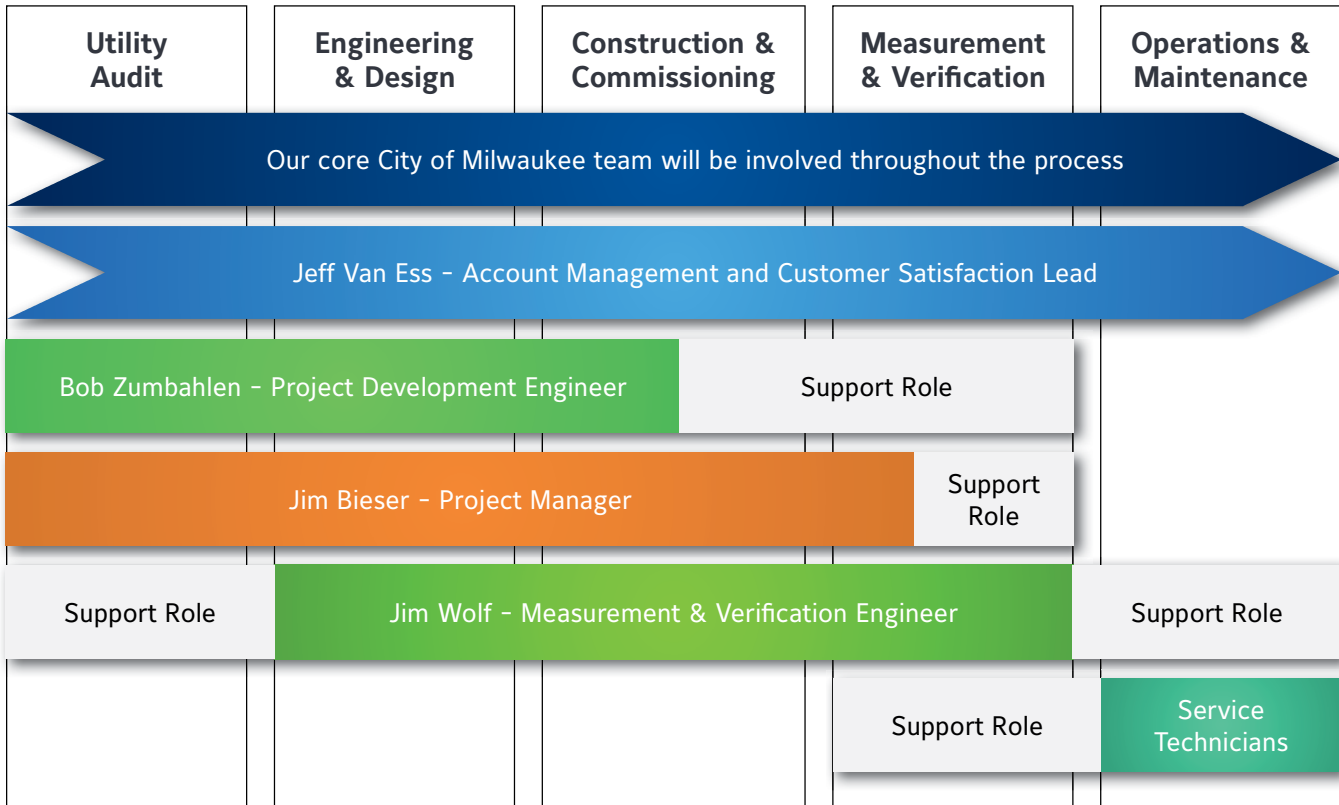 Utility
Audit
Engineering
& Design
Construction &
Commissioning
Measurement
& Verification
Operations &
Maintenance
Our core City of Milwaukee team will be involved throughout the process
Jeff Van Ess – Account Management and Customer Satisfaction Lead
Bob Zumbahlen – Project Development Engineer
Support Role
Jim Bieser – Project Manager
Support
Role
Support Role
Jim Wolf – Measurement & Verification Engineer
Support Role
Support Role
Service
Technicians